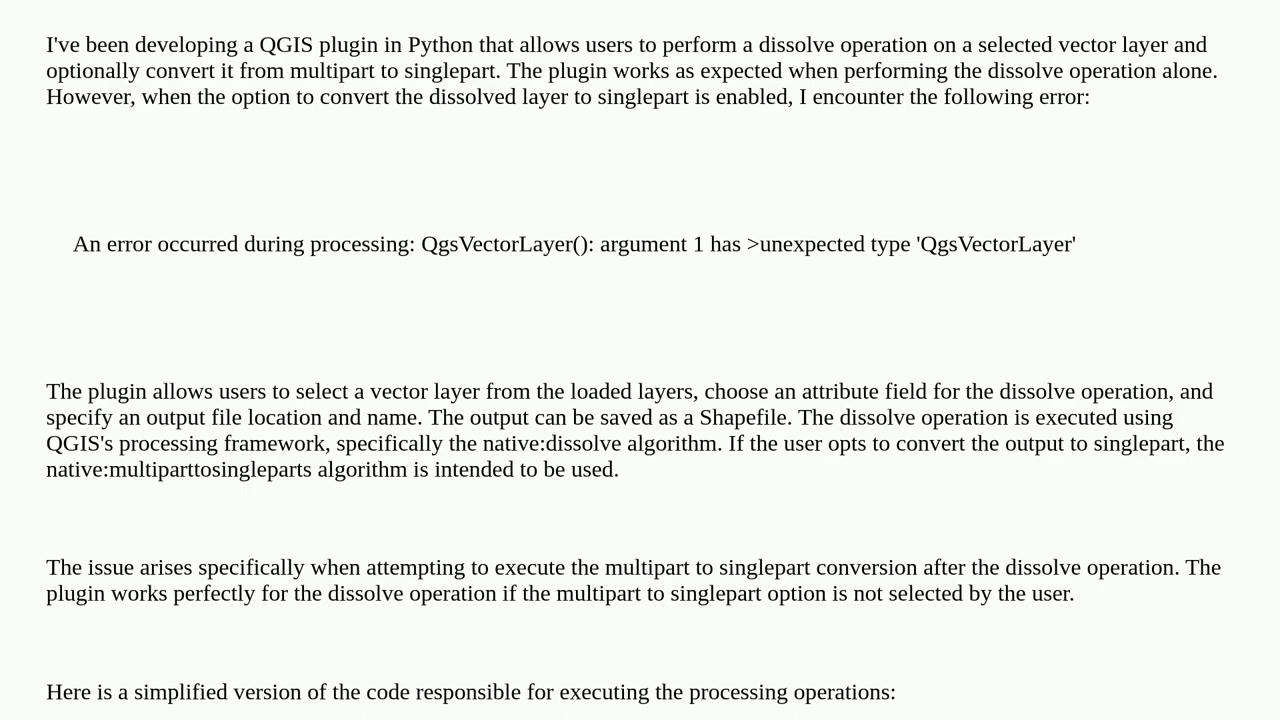 I've been developing a QGIS plugin in Python that allows users to perform a dissolve operation on a selected vector layer and
optionally convert it from multipart to singlepart. The plugin works as expected when performing the dissolve operation alone.
However, when the option to convert the dissolved layer to singlepart is enabled, I encounter the following error:
An error occurred during processing: QgsVectorLayer(): argument 1 has >unexpected type 'QgsVectorLayer'
The plugin allows users to select a vector layer from the loaded layers, choose an attribute field for the dissolve operation, and
specify an output file location and name. The output can be saved as a Shapefile. The dissolve operation is executed using
QGIS's processing framework, specifically the native:dissolve algorithm. If the user opts to convert the output to singlepart, the
native:multiparttosingleparts algorithm is intended to be used.
The issue arises specifically when attempting to execute the multipart to singlepart conversion after the dissolve operation. The
plugin works perfectly for the dissolve operation if the multipart to singlepart option is not selected by the user.
Here is a simplified version of the code responsible for executing the processing operations: